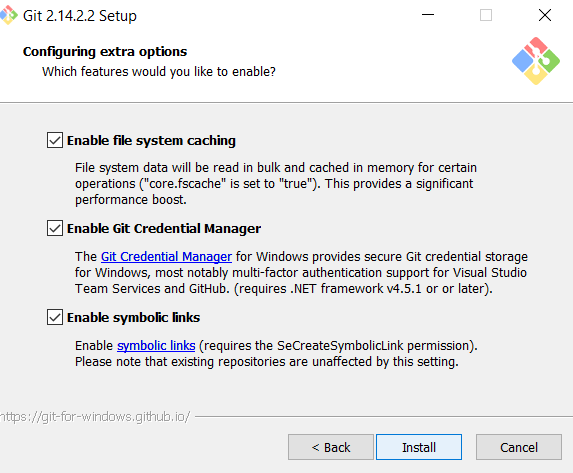 Git 2.14.2.2 Setup
Configuring extra options
Which features would you like to enable?
Enable file system caching
File system data will be read in bulk and cached in memory for certain
operations ("core.fscache" is set to "true"). This provides a significant
performance boost.
Enable Git Credential Manager
The Git Credential Manager for Windows provides secure Git credential storage
for Windows, most notably multi-factor authentication support for Visual Studio
Team Services and GitHub. (requires .NET framework v4.5.1 or or later).
Enable symbolic links
Enable symbolic links (requires the SeCreateSymbolicLink permission).
Please note that existing repositories are unaffected by this setting.
https://git-for-windows.github.io/
< Back
Install
Cancel